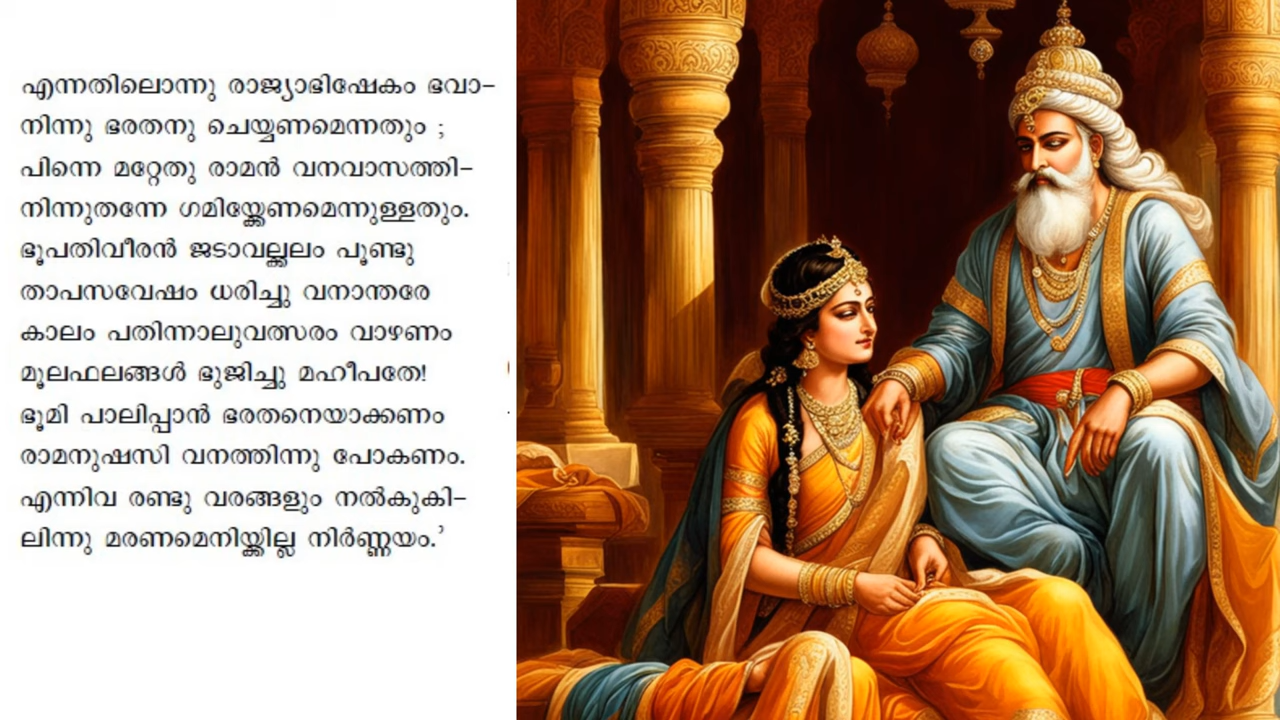 എന്നതിലൊന്നു രാജ്യാഭിഷേകം ഭവാ-
നിന്നു ഭരതനു ചെയ്യണമെന്നതും ;
പിന്നെ മറ്റേതു രാമൻ വനവാസത്തി-
നിന്നുതന്നേ ഗമിയ്ക്കേണമെന്നുള്ളതും.
ഭൂപതിവീരൻ ജടാവല്ക്കലം പൂണ്ടു
താപസവേഷം ധരിച്ചു വനാന്തരേ
കാലം പതിന്നാലുവത്സരം വാഴണം
മൂലഫലങ്ങൾ ഭുജിച്ചു മഹീപതേ!
ഭൂമി പാലിപ്പാൻ ഭരതനെയാക്കണം
രാമനുഷസി വനത്തിന്നു പോകണം.
എന്നിവ രണ്ടു വരങ്ങളും നൽകുകി-
ലിന്നു മരണമെനിയ്ക്കില്ല നിർണ്ണയം.’